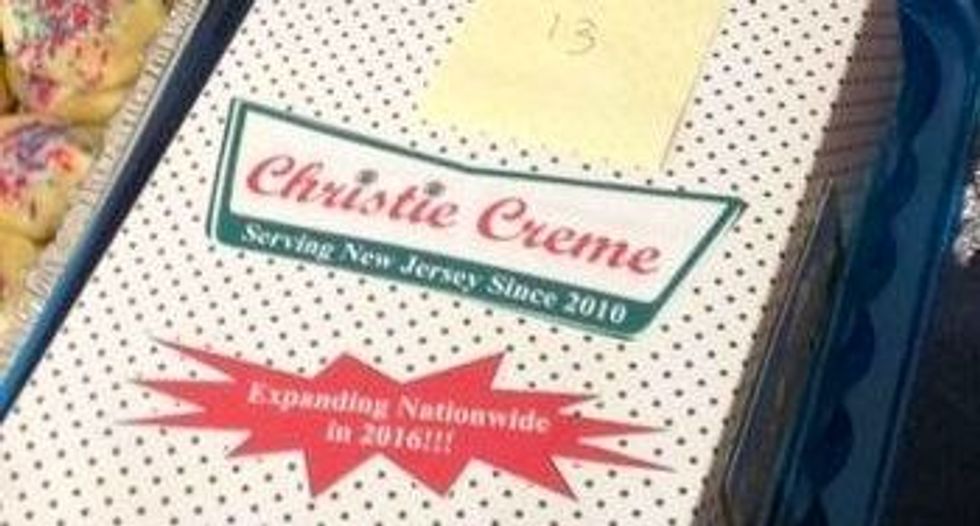 13
Christie Creme
Serving New Jersey Since 2010
Expanding Nationwide
in 2016!!!